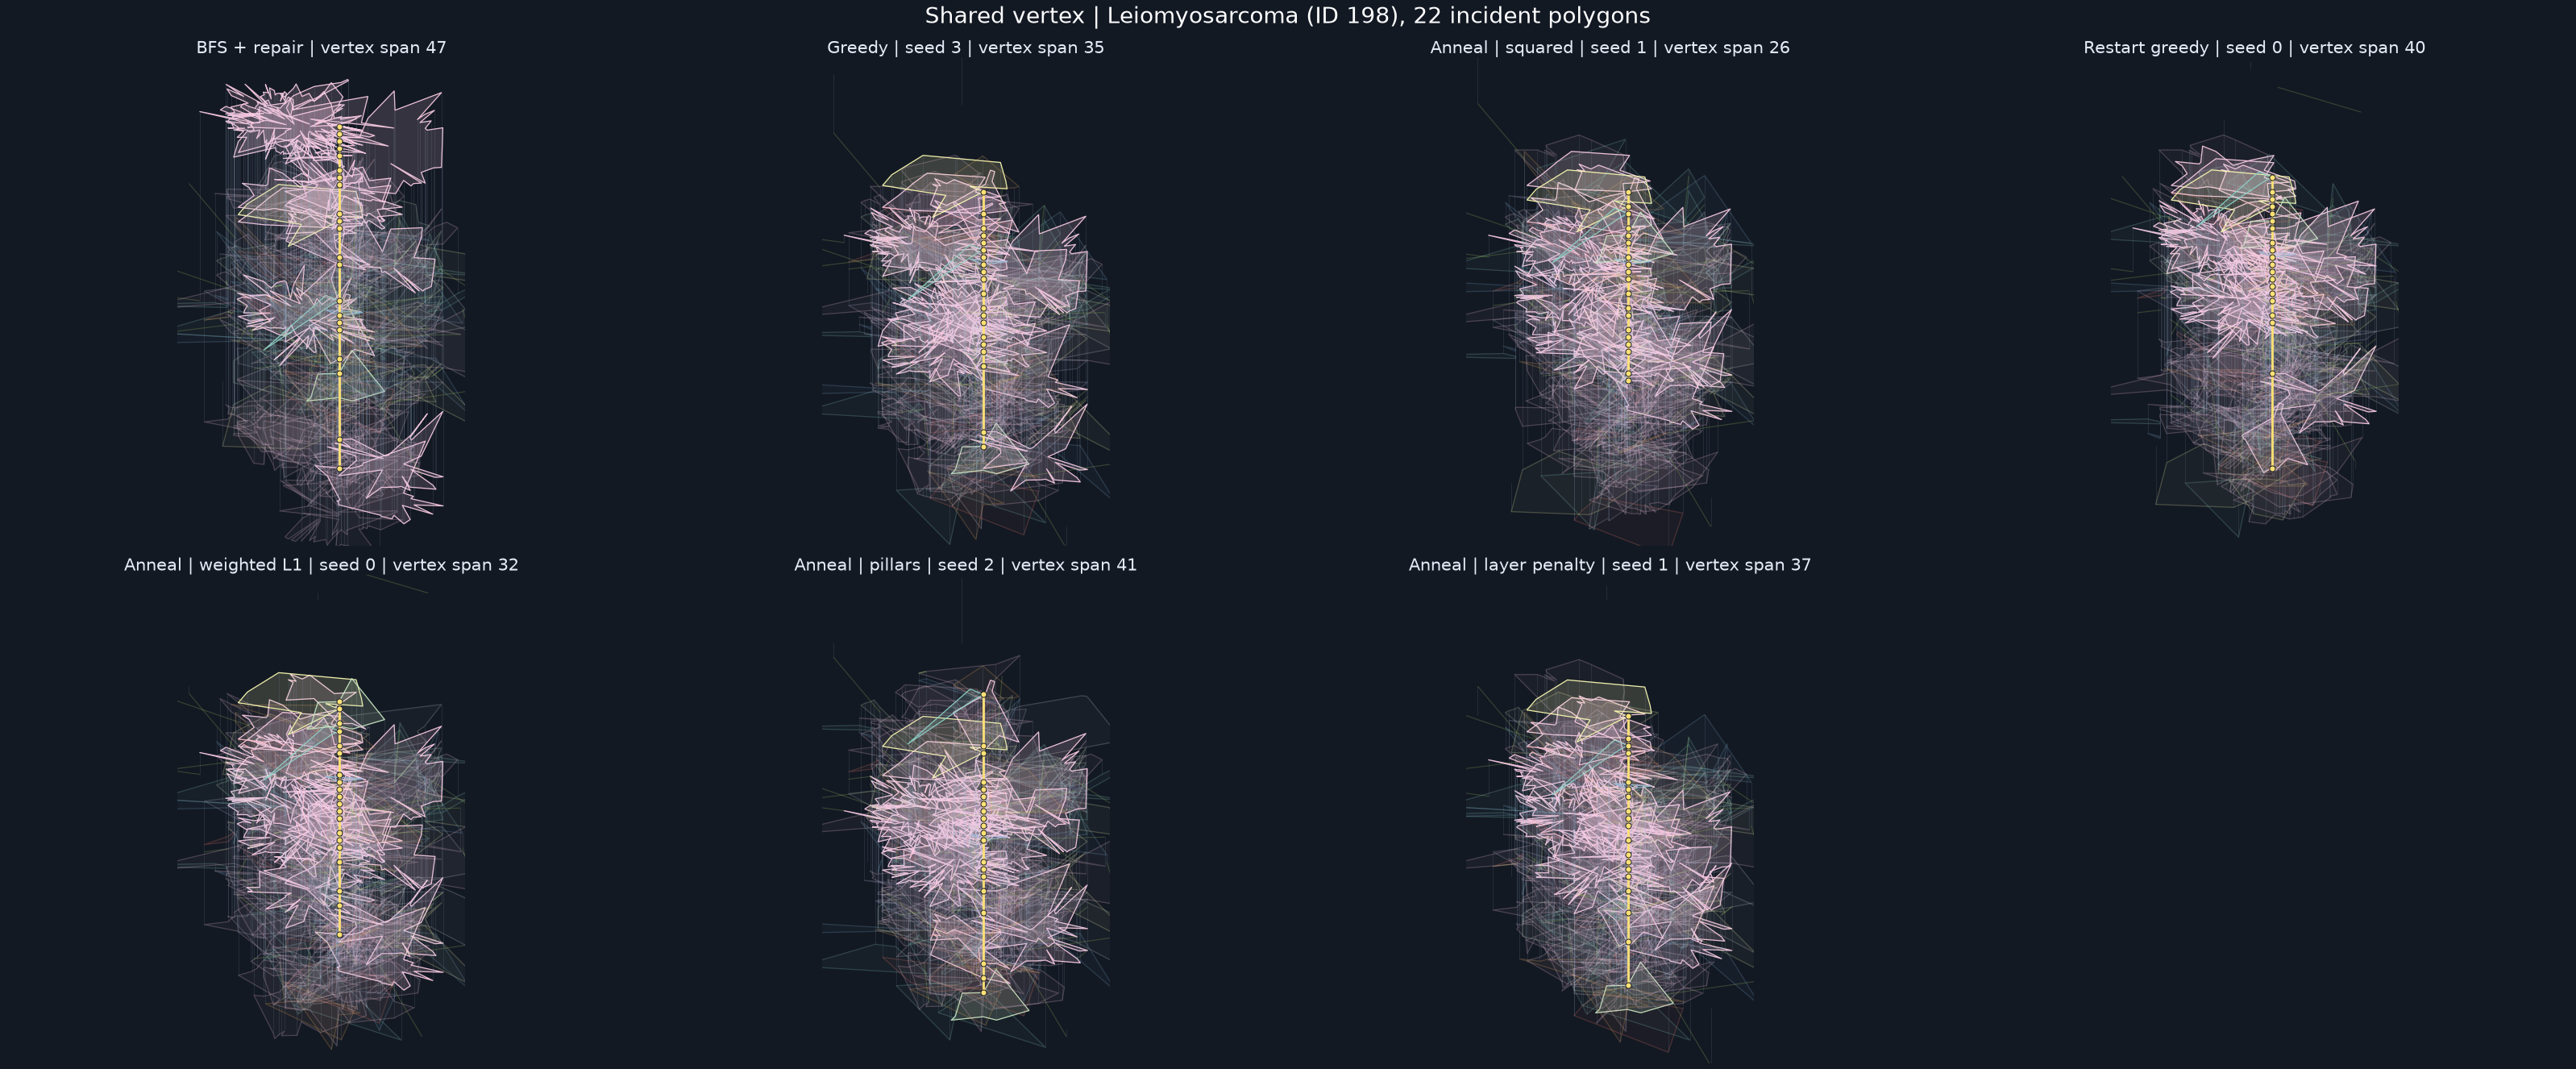 Shared vertex | Leiomyosarcoma (ID 198), 22 incident polygons
BFS + repair | vertex span 47
Greedy | seed 3 | vertex span 35
Anneal | squared | seed 1 | vertex span 26
Restart greedy | seed 0 | vertex span 40
Anneal | weighted L1 | seed 0 | vertex span 32
Anneal | pillars | seed 2 | vertex span 41
Anneal | layer penalty | seed 1 | vertex span 37